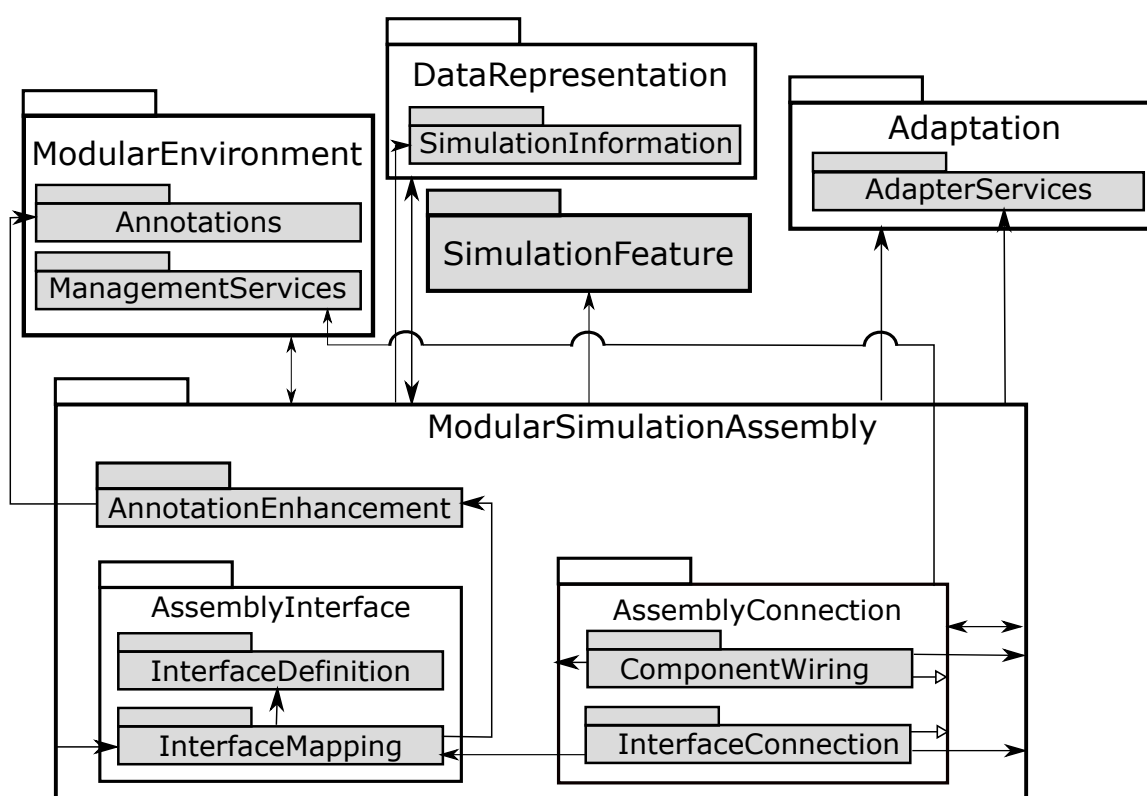 DataRepresentation
SimulationInformation
Adaptation
AdapterServices
ModularEnvironment
Annotations
ManagementServices
SimulationFeature
ModularSimulationAssembly
AnnotationEnhancement
AssemblyInterface
InterfaceDefinition
InterfaceMapping
AssemblyConnection
ComponentWiring
InterfaceConnection